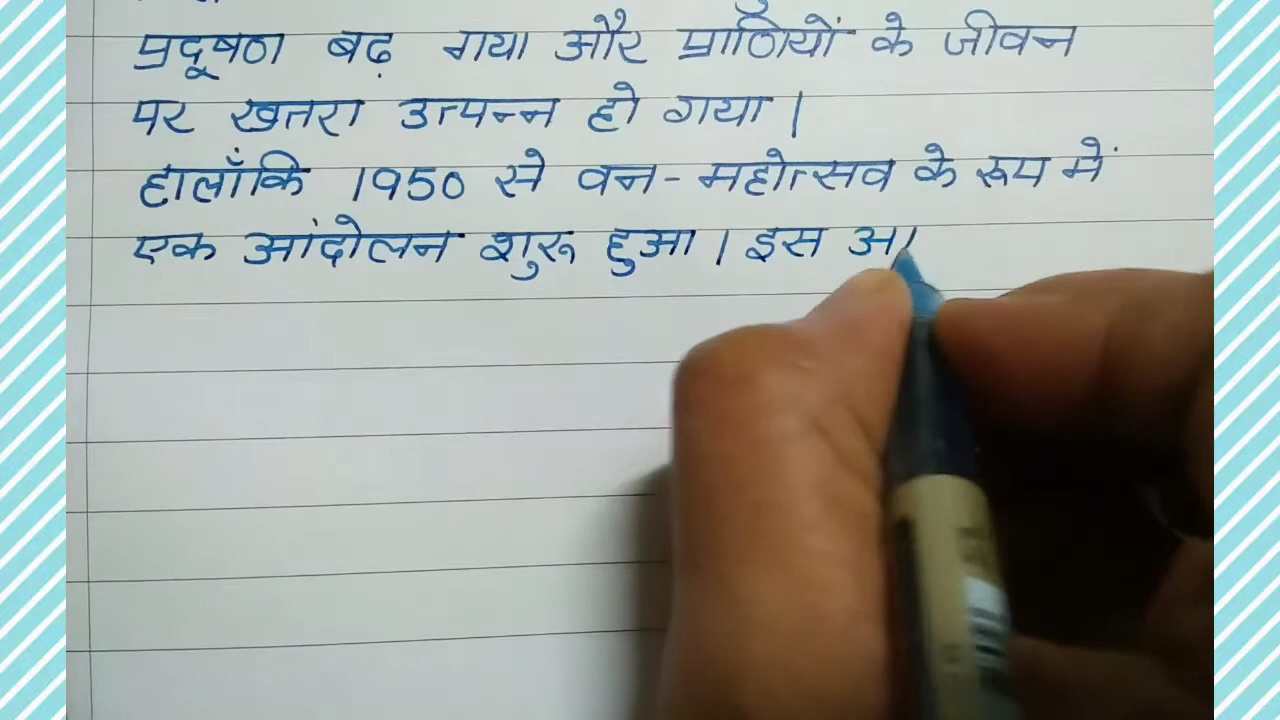 प्रदूषण बढ़ गया और प्राणियों के जीवन
पर खतरा उत्पन्न हो गया।
हालाँकि 1950 से वन-महोत्सव के रूप में
एक आंदोलन शुरू हुआ। इस